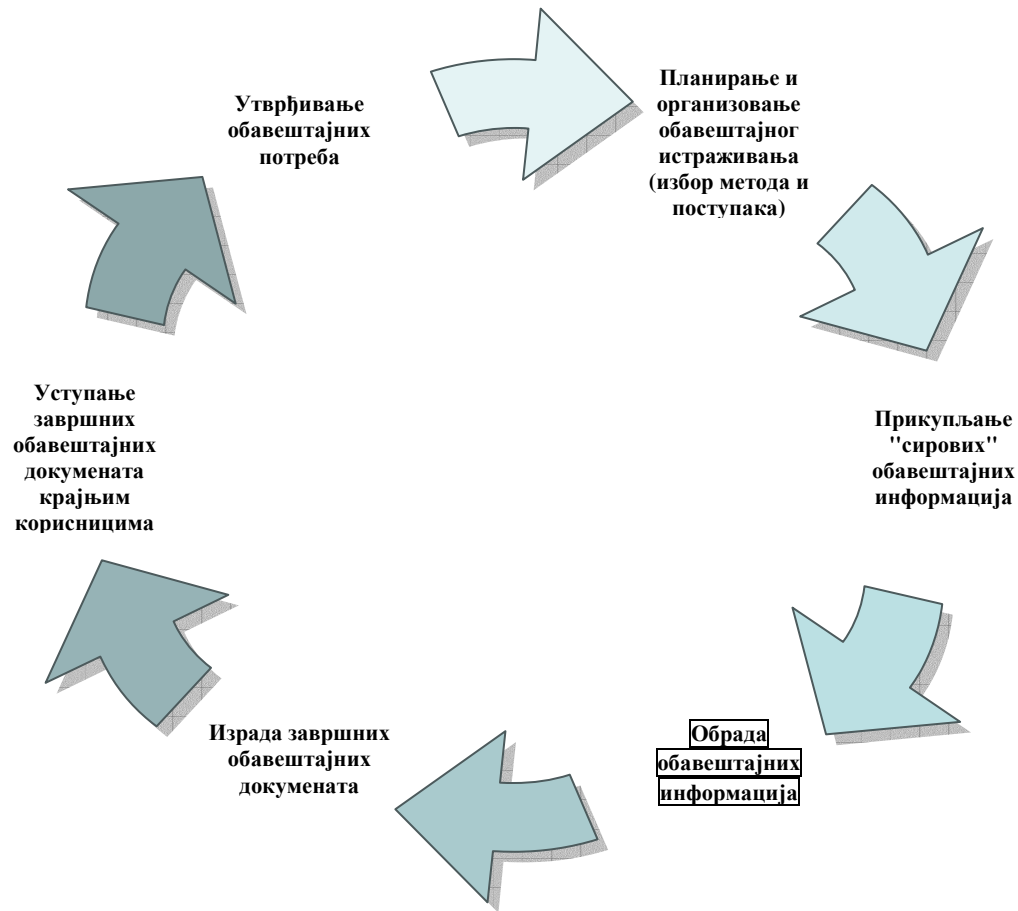 Утврђивање
обавештајних
потреба
Планирање и
организовање
обавештајног
истраживања
(избор метода и
поступака)
Прикупљање
"сирових"
обавештајних
информација
Обрада
обавештајних
информација
Израда завршних
обавештајних
докумената
Уступање
завршних
обавештајних
докумената
крајњим
корисницима